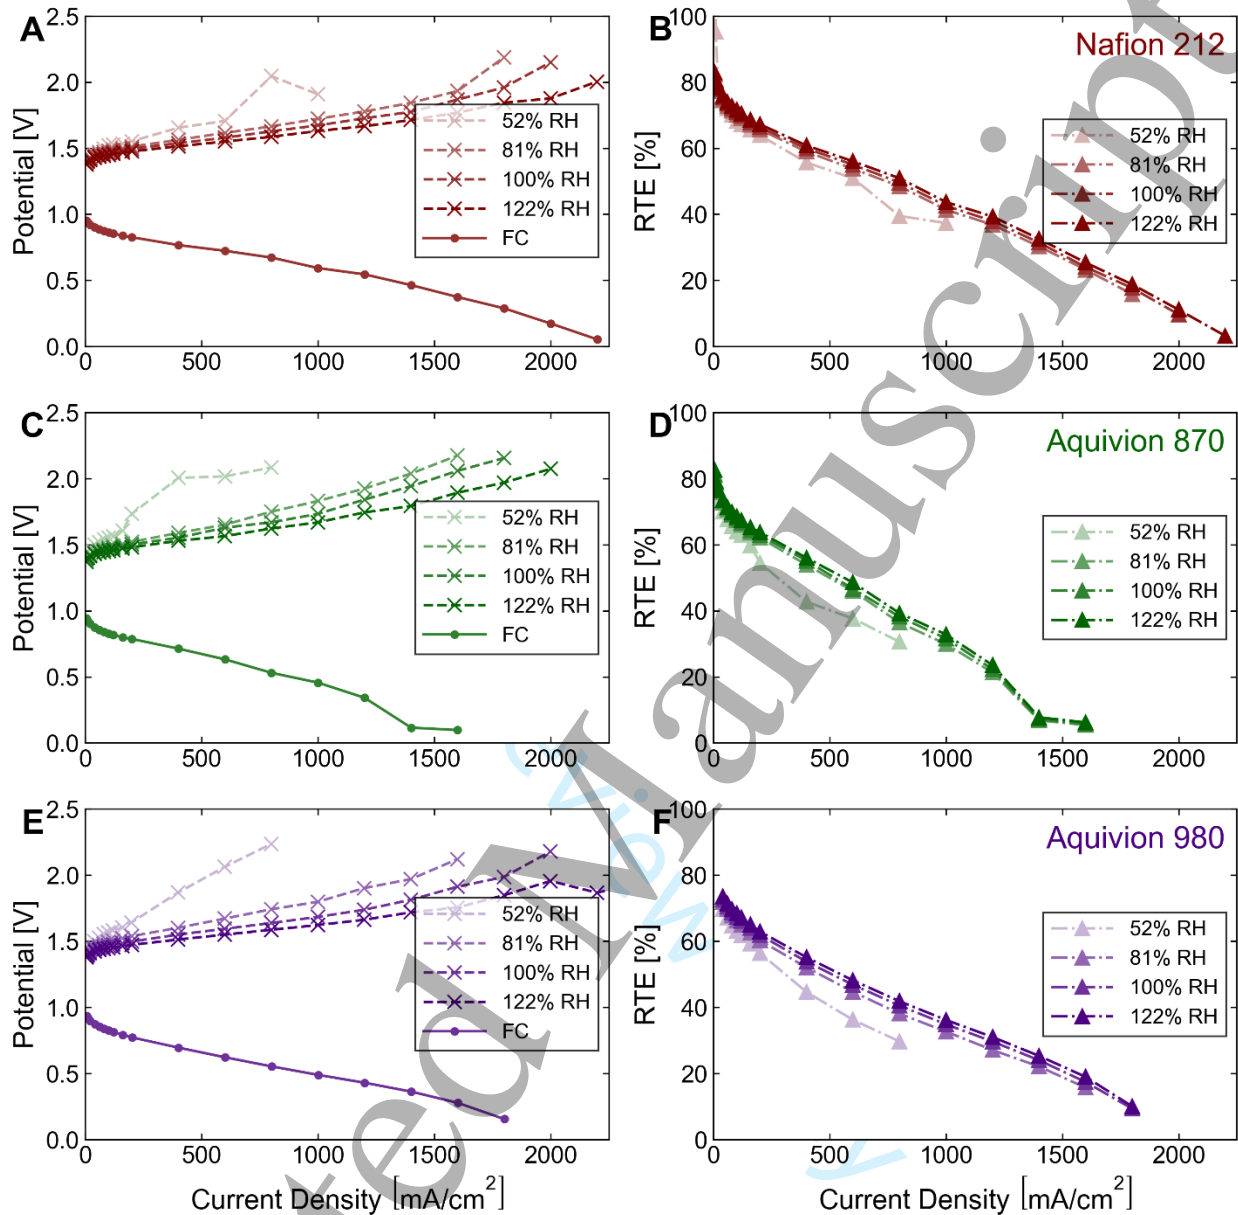 A
2.5
2.0
1.5
1.0
0.5
0.0
Potential [V]
0
500
1000
1500
2000
52% RH
81% RH
100% RH
122% RH
FC
B
100
80
60
40
20
0
RTE [%]
0
500
1000
1500
2000
Nafion 212
52% RH
81% RH
100% RH
122% RH
C
2.5
2.0
1.5
1.0
0.5
0.0
Potential [V]
0
500
1000
1500
2000
52% RH
81% RH
100% RH
122% RH
FC
D
100
80
60
40
20
0
RTE [%]
0
500
1000
1500
2000
Aquivion 870
52% RH
81% RH
100% RH
122% RH
E
2.5
2.0
1.5
1.0
0.5
0.0
Potential [V]
0
500
1000
1500
2000
52% RH
81% RH
100% RH
122% RH
FC
Current Density [mA/cm²]
F
100
80
60
40
20
0
RTE [%]
0
500
1000
1500
2000
Aquivion 980
52% RH
81% RH
100% RH
122% RH
Current Density [mA/cm²]
ted Manuscript
view